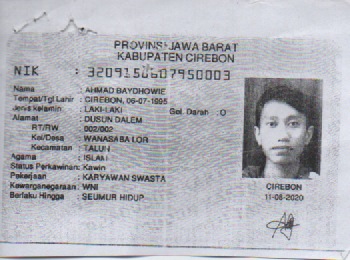 PROVINSI JAWA BARAT
KABUPATEN CIREBON
NIK : 3209150607950003
Nama : AHMAD BAYDHOWIE
Tempat/Tgl Lahir : CIREBON, 06-07-1995
Jenis kelamin : LAKI-LAKI Gol. Darah : O
Alamat : DUSUN DALEM
RT/RW : 002/002
Kel/Desa : WANASABA LOR
Kecamatan : TALUN
Agama : ISLAM
Status Perkawinan: Kawin
Pekerjaan : KARYAWAN SWASTA
Kewarganegaraan : WNI
Berlaku Hingga : SEUMUR HIDUP
CIREBON
11-08-2020